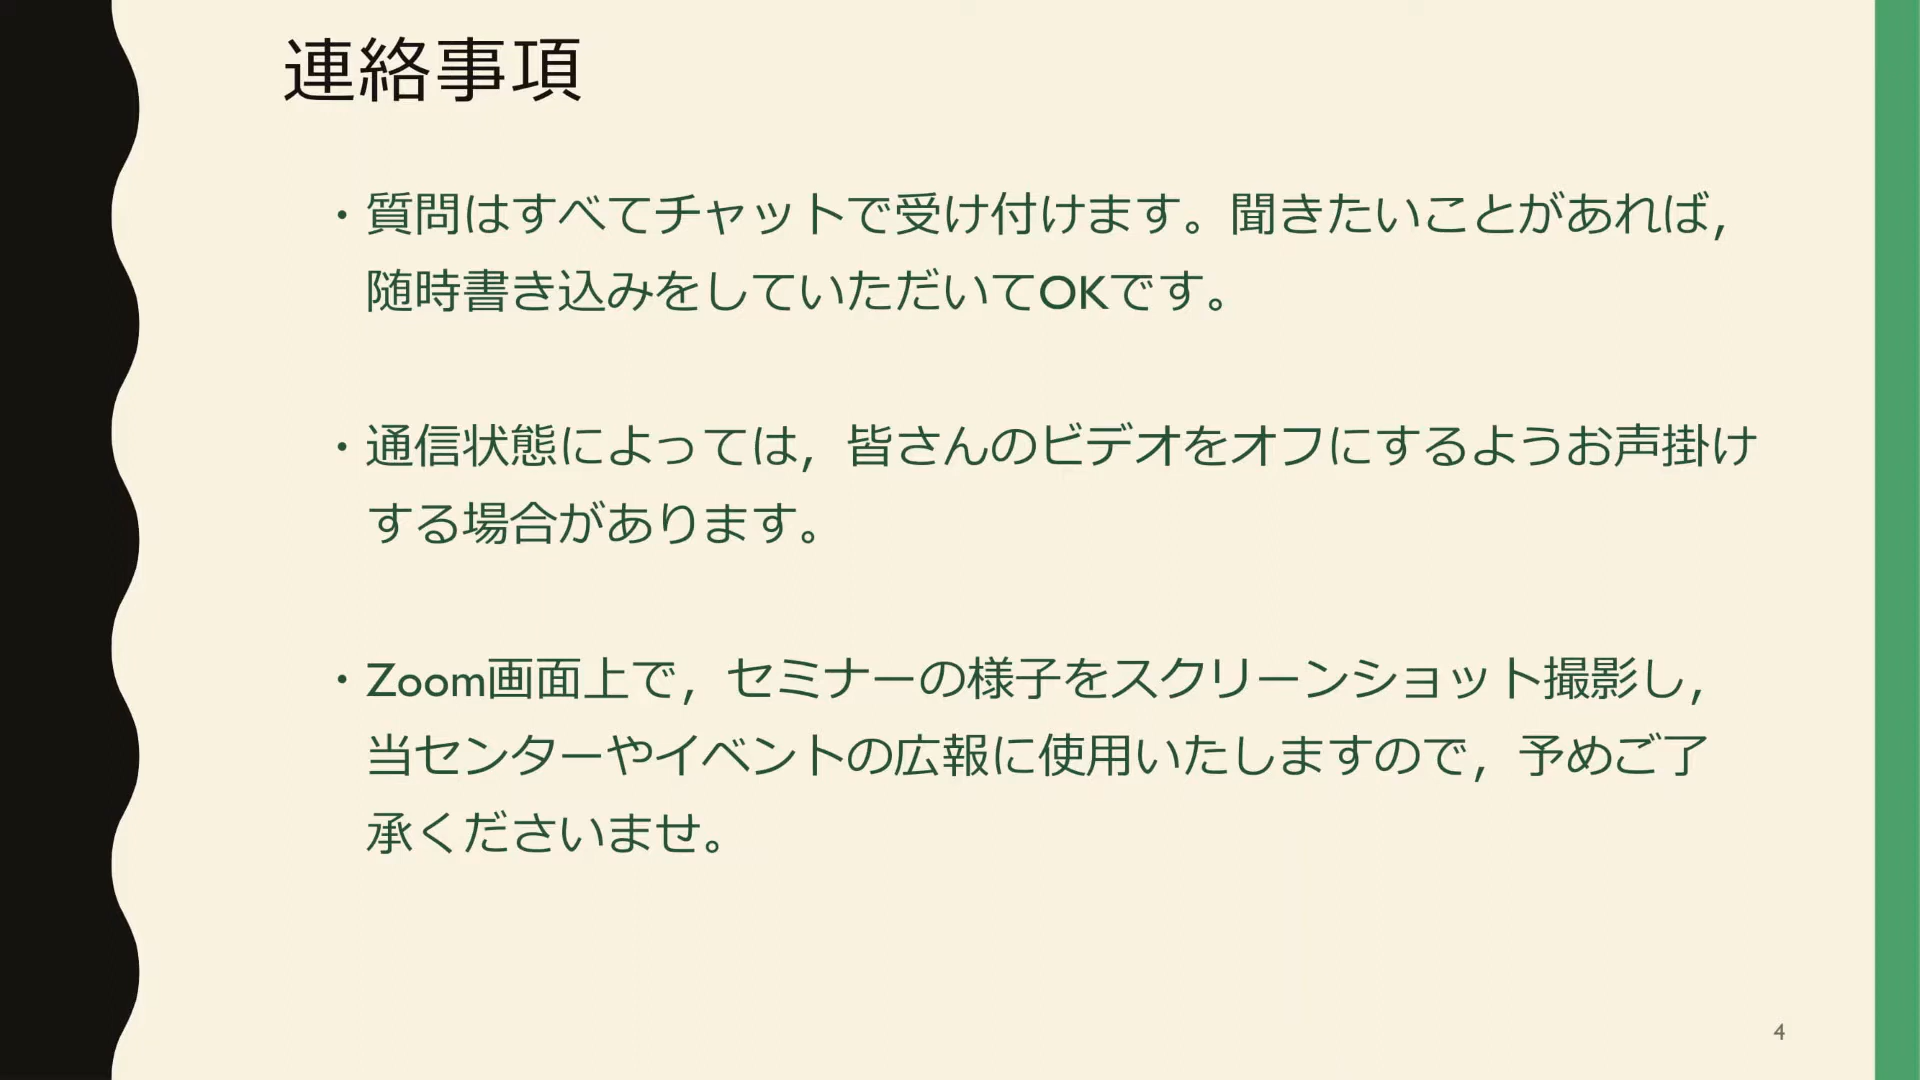 連絡事項
・質問はすべてチャットで受け付けます。聞きたいことがあれば，
随時書き込みをしていただいてOKです。
・通信状態によっては，皆さんのビデオをオフにするようお声掛け
する場合があります。
・Zoom画面上で，セミナーの様子をスクリーンショット撮影し，
当センターやイベントの広報に使用いたしますので，予めご了
承くださいませ。
4